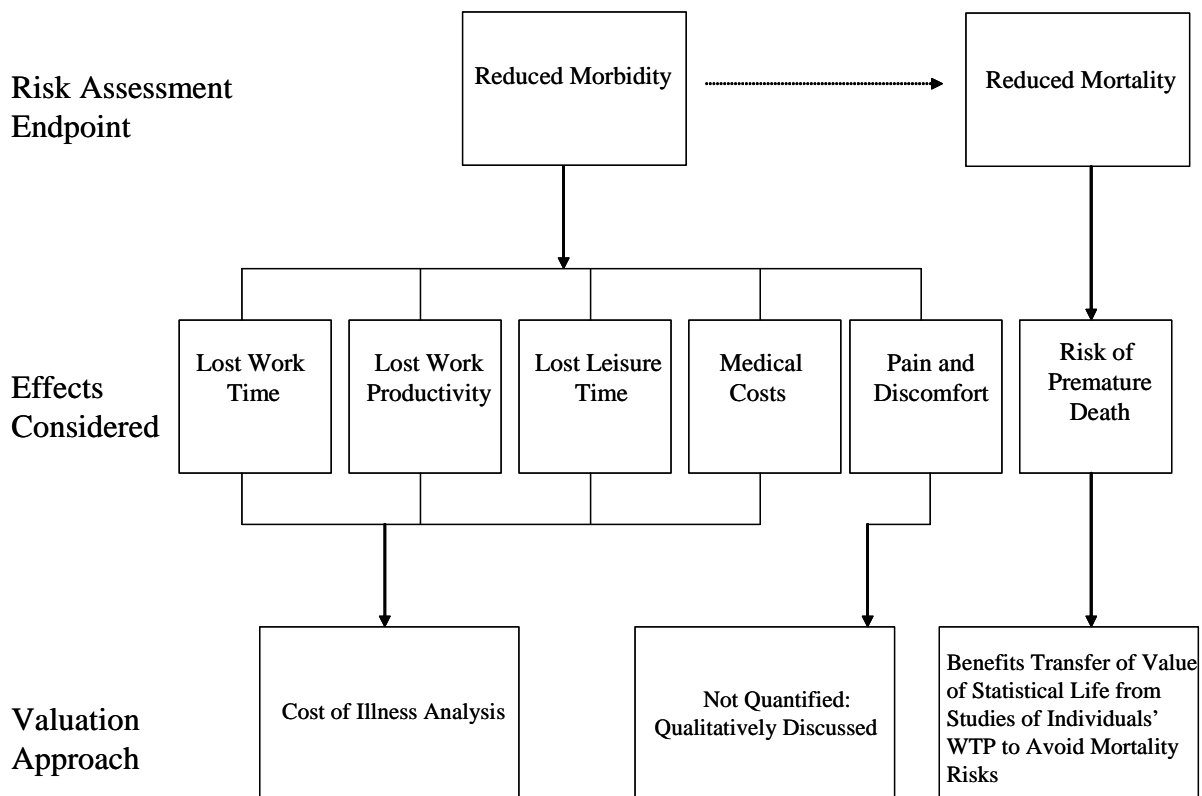 Risk Assessment
Endpoint
Reduced Morbidity
Reduced Mortality
Effects
Considered
Lost Work
Time
Lost Work
Productivity
Lost Leisure
Time
Medical
Costs
Pain and
Discomfort
Risk of
Premature
Death
Valuation
Approach
Cost of Illness Analysis
Not Quantified:
Qualitatively Discussed
Benefits Transfer of Value
of Statistical Life from
Studies of Individuals’
WTP to Avoid Mortality
Risks